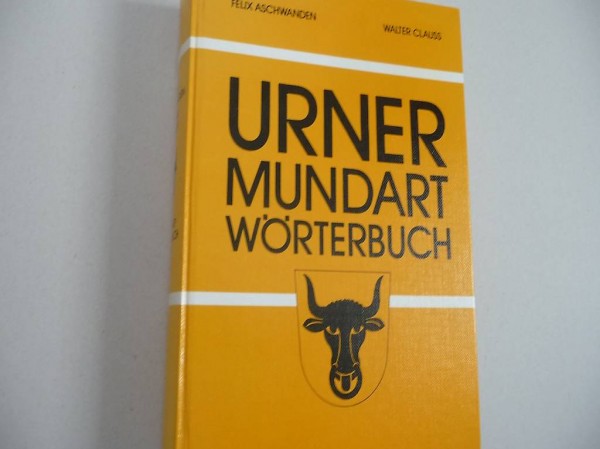 FELIX ASCHWANDEN
WALTER CLAUSS
URNER
MUNDART
WÖRTERBUCH